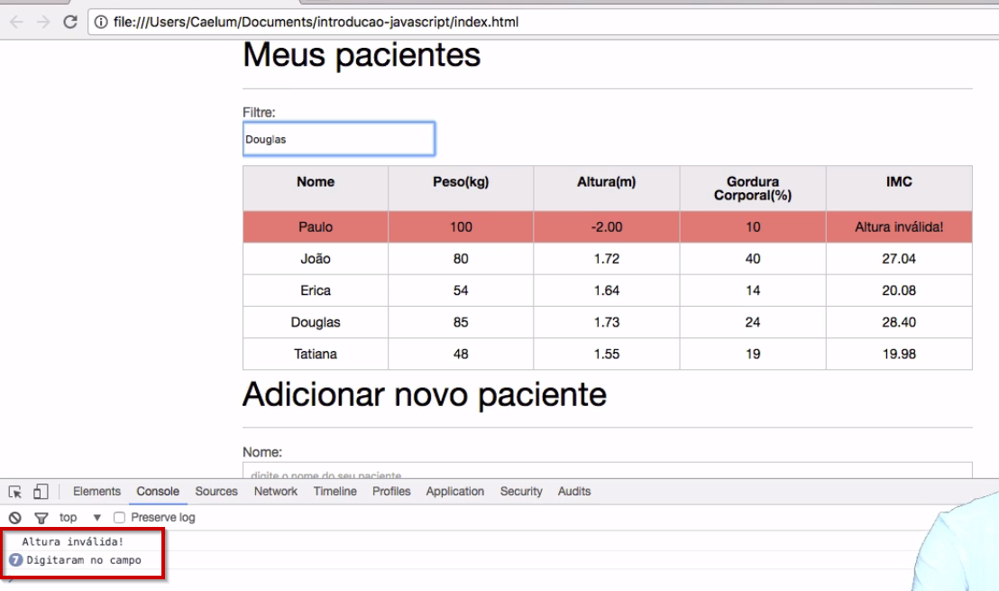 file:///Users/Caelum/Documents/introducao-javascript/index.html
Meus pacientes
Filtre:
Douglas
Nome Peso(kg) Altura(m) Gordura Corporal(%) IMC
Paulo 100 -2.00 10 Altura inválida!
João 80 1.72 40 27.04
Erica 54 1.64 14 20.08
Douglas 85 1.73 24 28.40
Tatiana 48 1.55 19 19.98
Adicionar novo paciente
Nome:
digite o nome do seu paciente
Elements Console Sources Network Timeline Profiles Application Security Audits
top Preserve log
Altura inválida!
7 Digitaram no campo